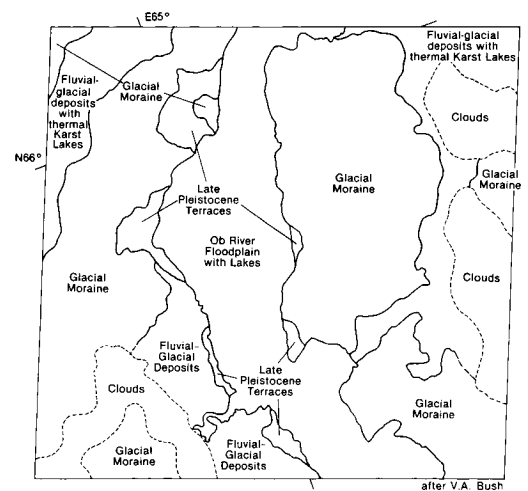 E65°
Fluvial-glacial
deposits with
thermal Karst Lakes
Fluvial-
glacial
deposits
with
thermal
Karst
Lakes
Glacial
Moraine
Clouds
N66°
Glacial
Moraine
Glacial
Moraine
Late
Pleistocene
Terraces
Ob River
Floodplain
with Lakes
Glacial
Moraine
Clouds
Fluvial-
Glacial
Deposits
Late
Pleistocene
Terraces
Clouds
Glacial
Moraine
Glacial
Moraine
Fluvial-
Glacial
Deposits
after V.A. Bush